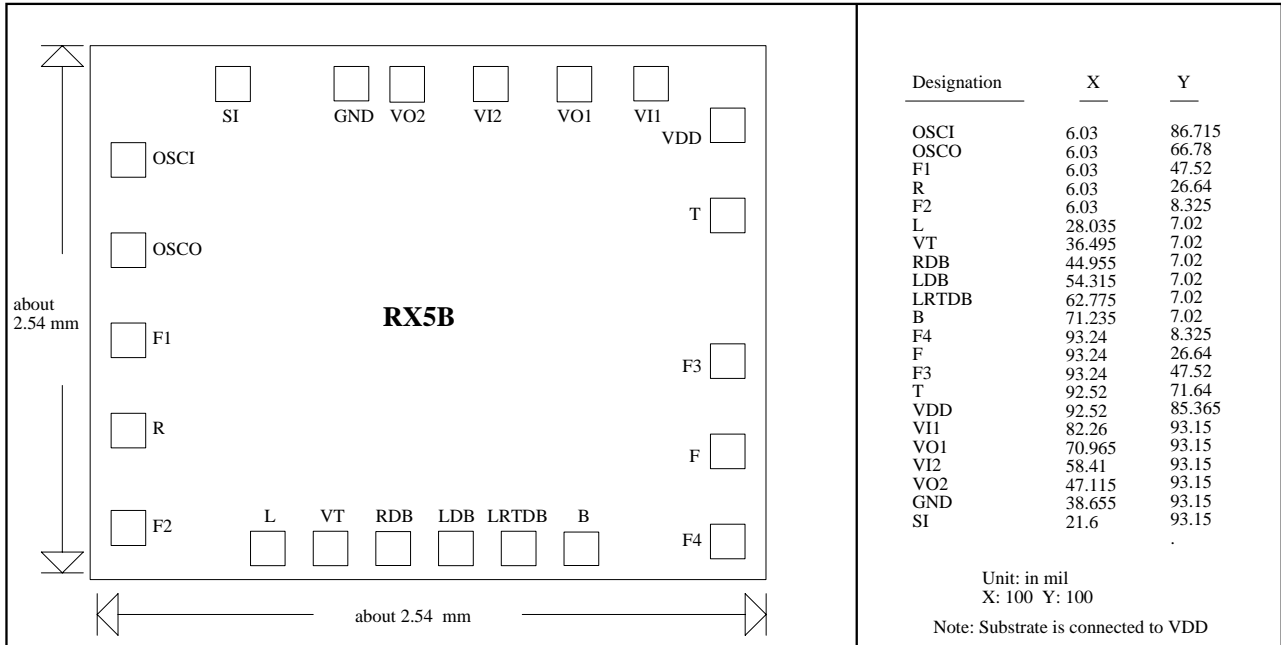 SI GND VO2 VI2 VO1 VI1
VDD
OSCI
T
OSCO
about
2.54 mm
RX5B
F1
F3
R
F
F2
L VT RDB LDB LRTDB B
F4
about 2.54 mm
Designation X Y
OSCI 6.03 86.715
OSCO 6.03 66.78
F1 6.03 47.52
R 6.03 26.64
F2 6.03 8.325
L 28.035 7.02
VT 36.495 7.02
RDB 44.955 7.02
LDB 54.315 7.02
LRTDB 62.775 7.02
B 71.235 7.02
F4 93.24 8.325
F 93.24 26.64
F3 93.24 47.52
T 92.52 71.64
VDD 92.52 85.365
VI1 82.26 93.15
VO1 70.965 93.15
VI2 58.41 93.15
VO2 47.115 93.15
GND 38.655 93.15
SI 21.6 93.15
.
Unit: in mil
X: 100 Y: 100
Note: Substrate is connected to VDD